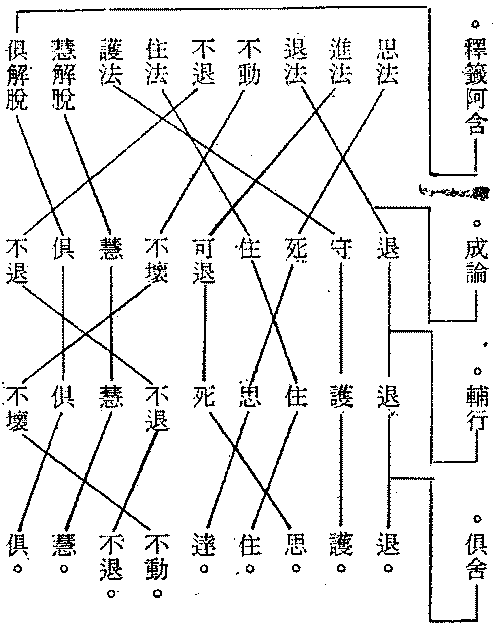 。釋籤阿含
思法
進法
退法
不動
不退
住法
護法
慧解脫
俱解脫
。成論
退
守
死
住
可退
不壞
慧
俱
不退
。輔行
退
護
住
思
死
不退
慧
俱
不壞
。俱舍
退。
護。
思。
住。
達。
不動。
不退。
慧。
俱。